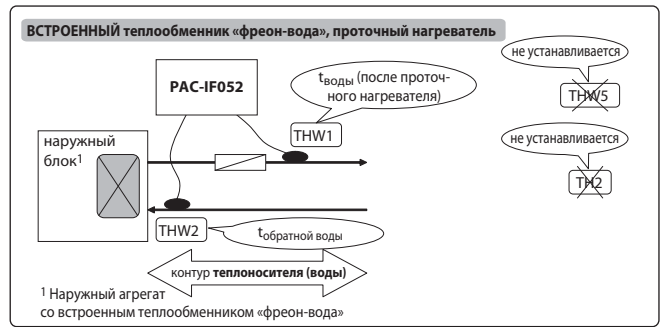 ВСТРОЕННЫЙ теплообменник «фреон-вода», проточный нагреватель
PAC-IF052
tводы (после проточ-
ного нагревателя)
THW1
наружный
блок1
THW2
tобратной воды
контур теплоносителя (воды)
1 Наружный агрегат
со встроенным теплообменником «фреон-вода»
не устанавливается
THW5
не устанавливается
TH2